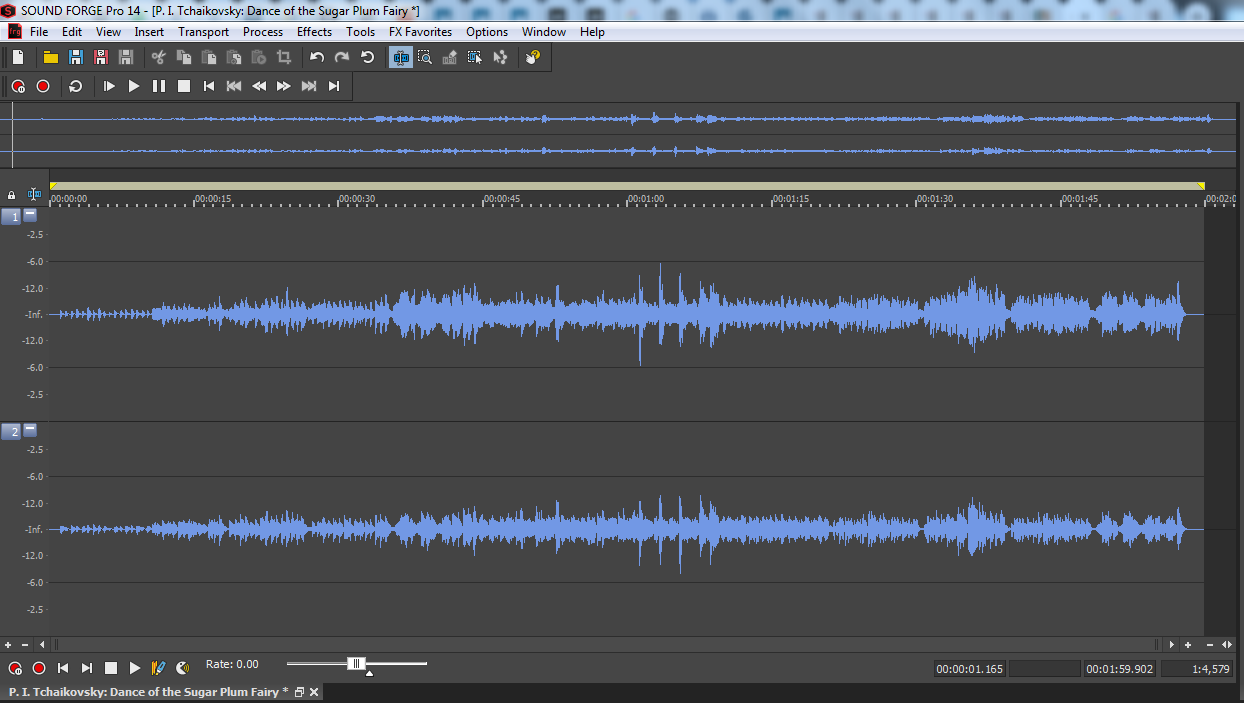 SOUND FORGE Pro 14 - [P. I. Tchaikovsky: Dance of the Sugar Plum Fairy *]
File Edit View Insert Transport Process Effects Tools FX Favorites Options Window Help
00:00:00 00:00:15 00:00:30 00:00:45 00:01:00 00:01:15 00:01:30 00:01:45 00:02:0
1
-2.5
-6.0
-12.0
-Inf.
-12.0
-6.0
-2.5
2
-2.5
-6.0
-12.0
-Inf.
-12.0
-6.0
-2.5
Rate: 0.00
00:00:01.165 00:01:59.902 1:4,579
P. I. Tchaikovsky: Dance of the Sugar Plum Fairy *